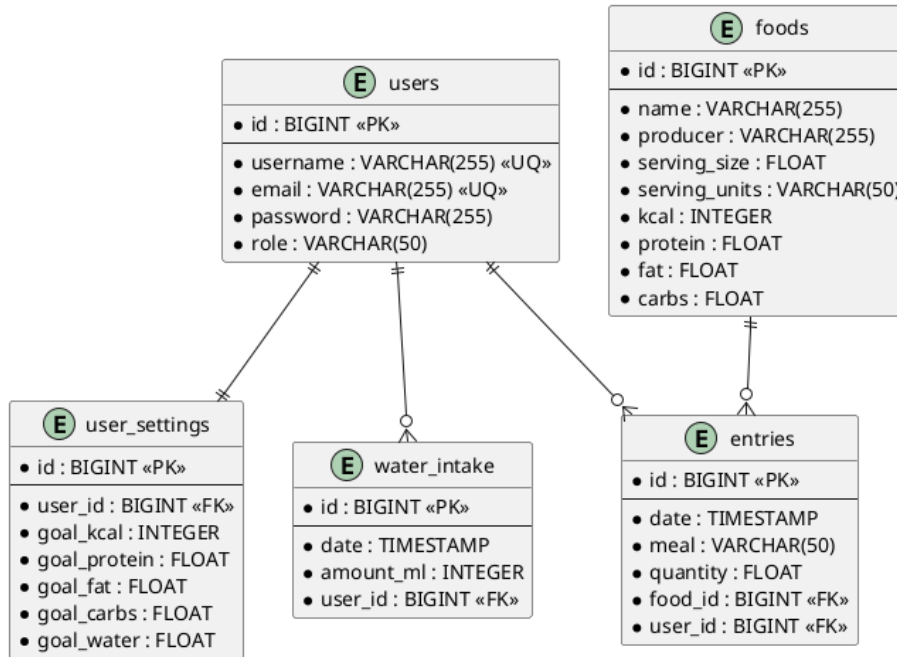 E users
* id : BIGINT «PK»
* username : VARCHAR(255) «UQ»
* email : VARCHAR(255) «UQ»
* password : VARCHAR(255)
* role : VARCHAR(50)
E foods
* id : BIGINT «PK»
* name : VARCHAR(255)
* producer : VARCHAR(255)
* serving_size : FLOAT
* serving_units : VARCHAR(50)
* kcal : INTEGER
* protein : FLOAT
* fat : FLOAT
* carbs : FLOAT
E user_settings
* id : BIGINT «PK»
* user_id : BIGINT «FK»
* goal_kcal : INTEGER
* goal_protein : FLOAT
* goal_fat : FLOAT
* goal_carbs : FLOAT
* goal_water : FLOAT
E water_intake
* id : BIGINT «PK»
* date : TIMESTAMP
* amount_ml : INTEGER
* user_id : BIGINT «FK»
E entries
* id : BIGINT «PK»
* date : TIMESTAMP
* meal : VARCHAR(50)
* quantity : FLOAT
* food_id : BIGINT «FK»
* user_id : BIGINT «FK»